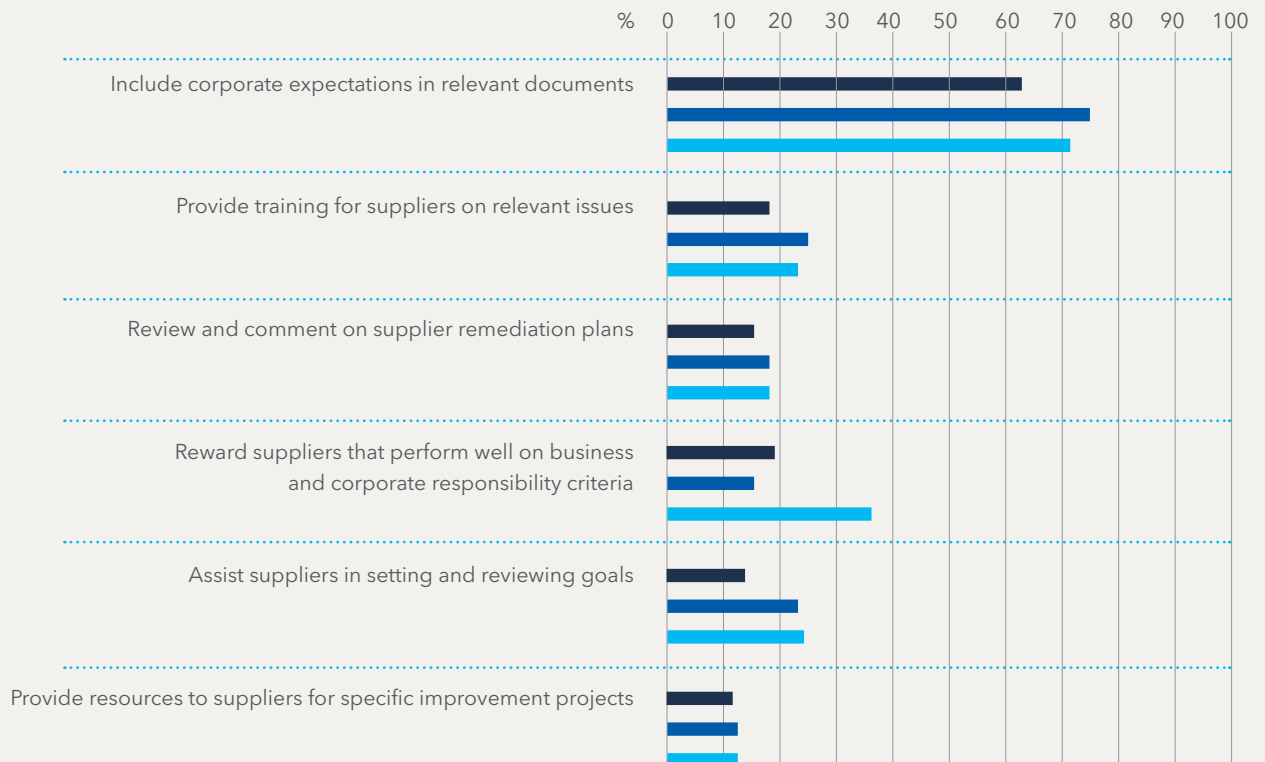 % 0 10 20 30 40 50 60 70 80 90 100
Include corporate expectations in relevant documents
Provide training for suppliers on relevant issues
Review and comment on supplier remediation plans
Reward suppliers that perform well on business
and corporate responsibility criteria
Assist suppliers in setting and reviewing goals
Provide resources to suppliers for specific improvement projects